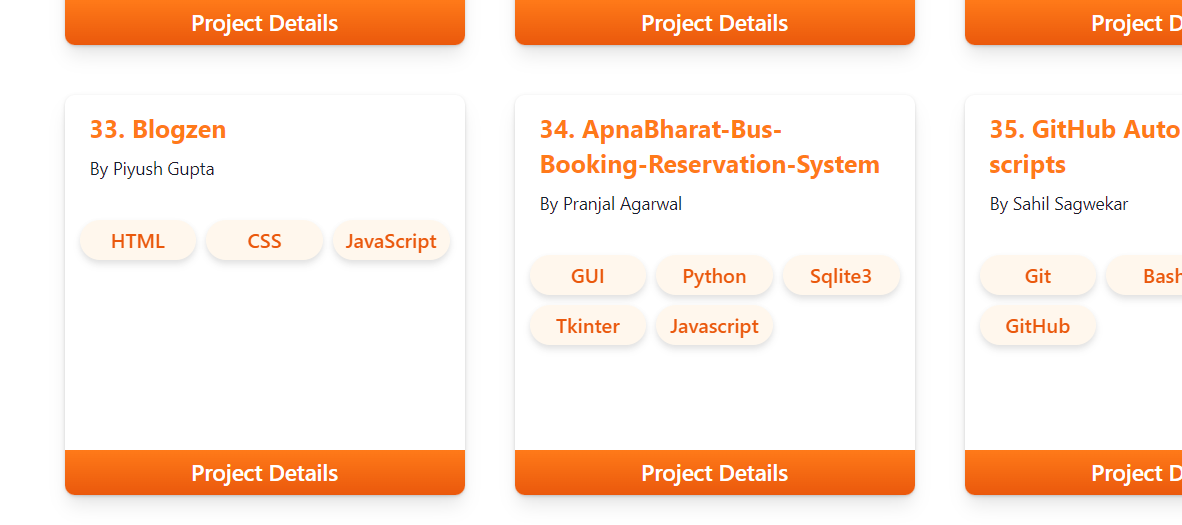 Project Details
Project Details
Project D
33. Blogzen
By Piyush Gupta
HTML
CSS
JavaScript
Project Details
34. ApnaBharat-Bus-
Booking-Reservation-System
By Pranjal Agarwal
GUI
Python
Sqlite3
Tkinter
Javascript
Project Details
35. GitHub Auto
scripts
By Sahil Sagwekar
Git
Bash
GitHub
Project D